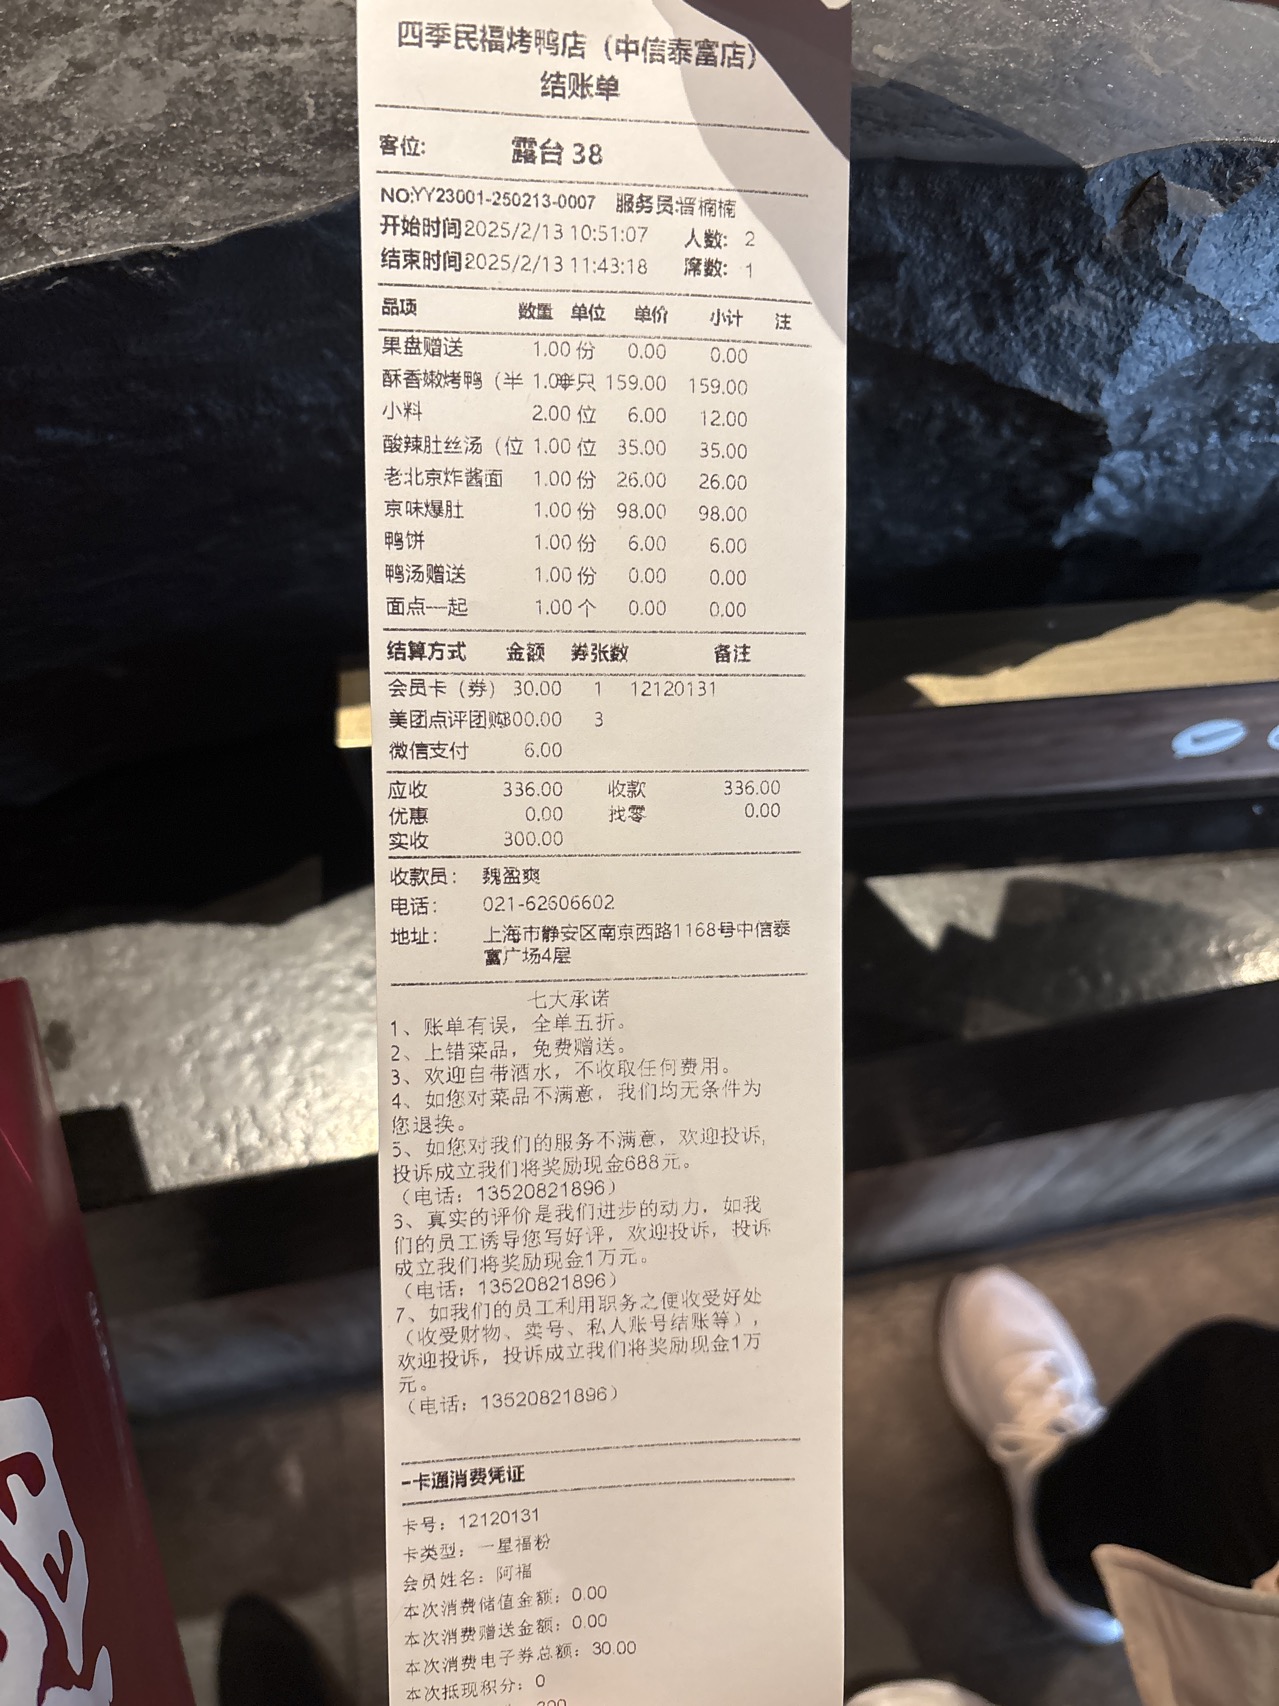 四季民福烤鸭店（中信泰富店）
结账单
客位: 露台 38
NO:YY23001-250213-0007 服务员:晋楠楠
开始时间2025/2/13 10:51:07 人数: 2
结束时间2025/2/13 11:43:18 席数: 1
品项 数量 单位 单价 小计 注
果盘赠送 1.00 份 0.00 0.00
酥香嫩烤鸭（半 1.00 半只 159.00 159.00
小料 2.00 位 6.00 12.00
酸辣肚丝汤（位 1.00 位 35.00 35.00
老北京炸酱面 1.00 份 26.00 26.00
京味爆肚 1.00 份 98.00 98.00
鸭饼 1.00 份 6.00 6.00
鸭汤赠送 1.00 份 0.00 0.00
面点一起 1.00 个 0.00 0.00
结算方式 金额 券张数 备注
会员卡（券） 30.00 1 12120131
美团点评团购300.00 3
微信支付 6.00
应收 336.00 收款 336.00
优惠 0.00 找零 0.00
实收 300.00
收款员: 魏盈爽
电话: 021-62606602
地址: 上海市静安区南京西路1168号中信泰
富广场4层
七大承诺
1、账单有误，全单五折。
2、上错菜品，免费赠送。
3、欢迎自带酒水，不收取任何费用。
4、如您对菜品不满意，我们均无条件为
您退换。
5、如您对我们的服务不满意，欢迎投诉，
投诉成立我们将奖励现金688元。
（电话：13520821896）
6、真实的评价是我们进步的动力，如我
们的员工诱导您写好评，欢迎投诉，投诉
成立我们将奖励现金1万元。
（电话：13520821896）
7、如我们的员工利用职务之便收受好处
（收受财物、卖号、私人账号结账等），
欢迎投诉，投诉成立我们将奖励现金1万
元。
（电话：13520821896）
一卡通消费凭证
卡号：12120131
卡类型：一星福粉
会员姓名：阿福
本次消费储值金额：0.00
本次消费赠送金额：0.00
本次消费电子券总额：30.00
本次抵现积分：0